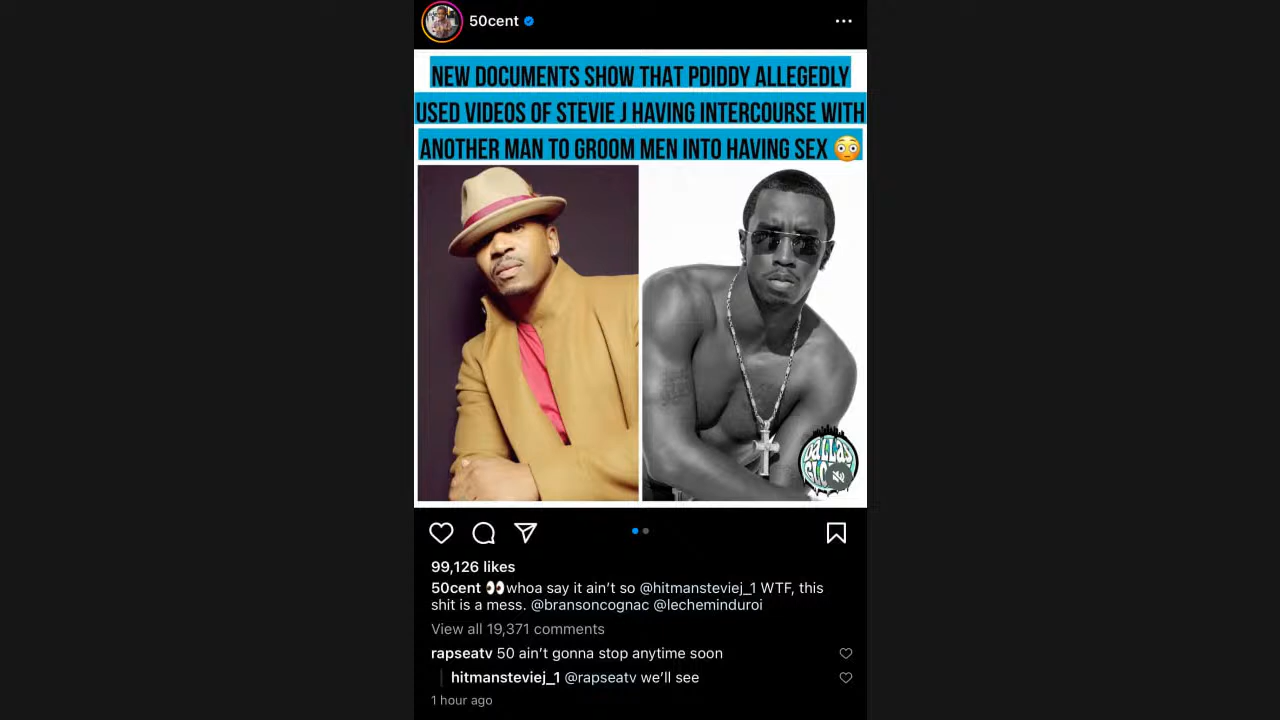 50cent
NEW DOCUMENTS SHOW THAT PDIDDY ALLEGEDLY
USED VIDEOS OF STEVIE J HAVING INTERCOURSE WITH
ANOTHER MAN TO GROOM MEN INTO HAVING SEX 😳
DALLAS
99,126 likes
50cent 👀whoa say it ain't so @hitmansteviej_1 WTF, this
shit is a mess. @bransoncognac @lecheminduroi
View all 19,371 comments
rapseatv 50 ain't gonna stop anytime soon
hitmansteviej_1 @rapseatv we'll see
1 hour ago